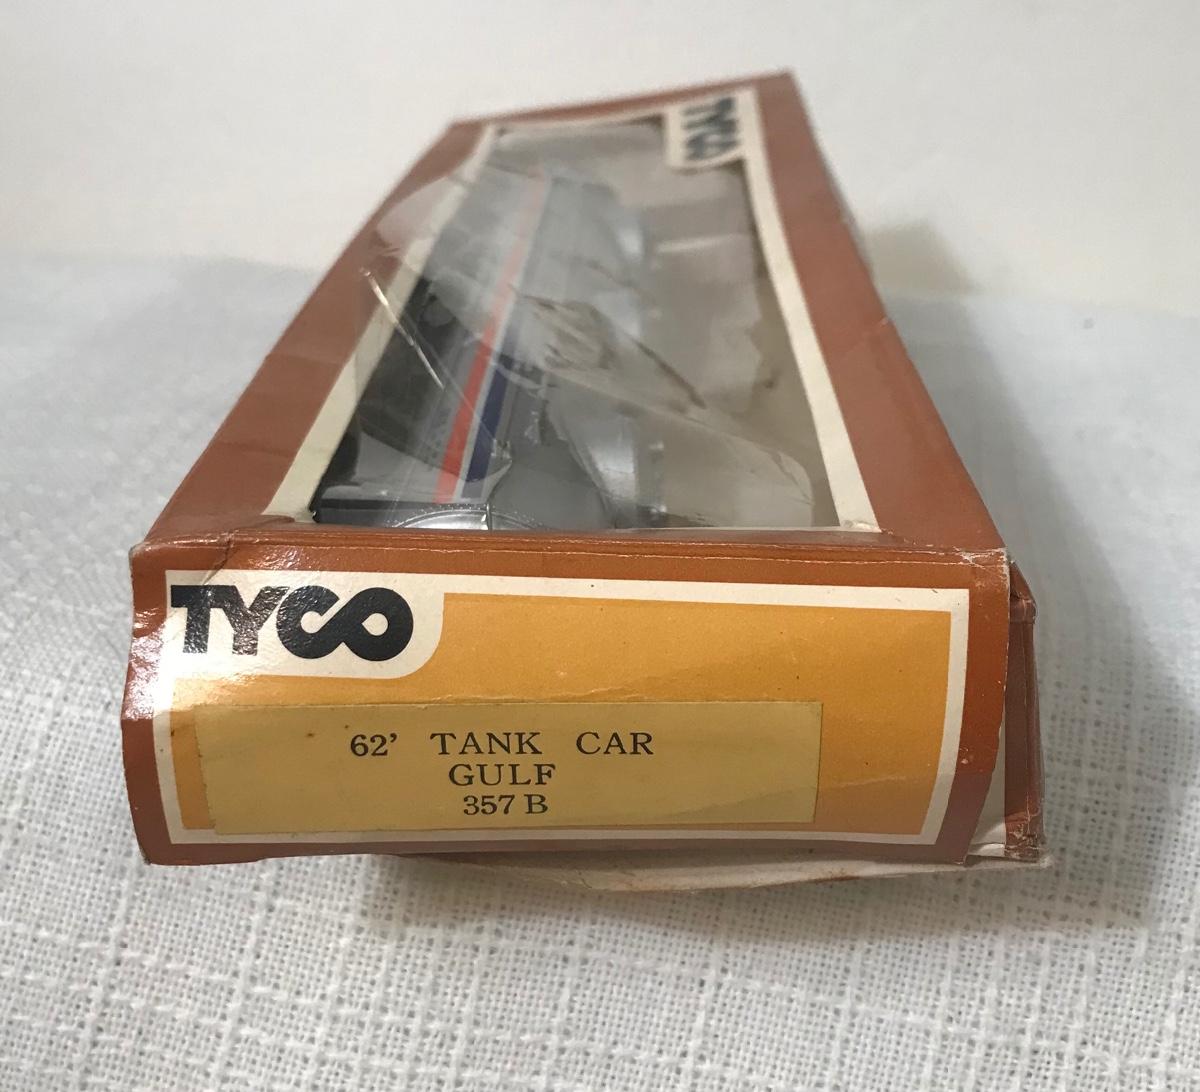 TYCO
TYCO
62’ TANK CAR
GULF
357 B